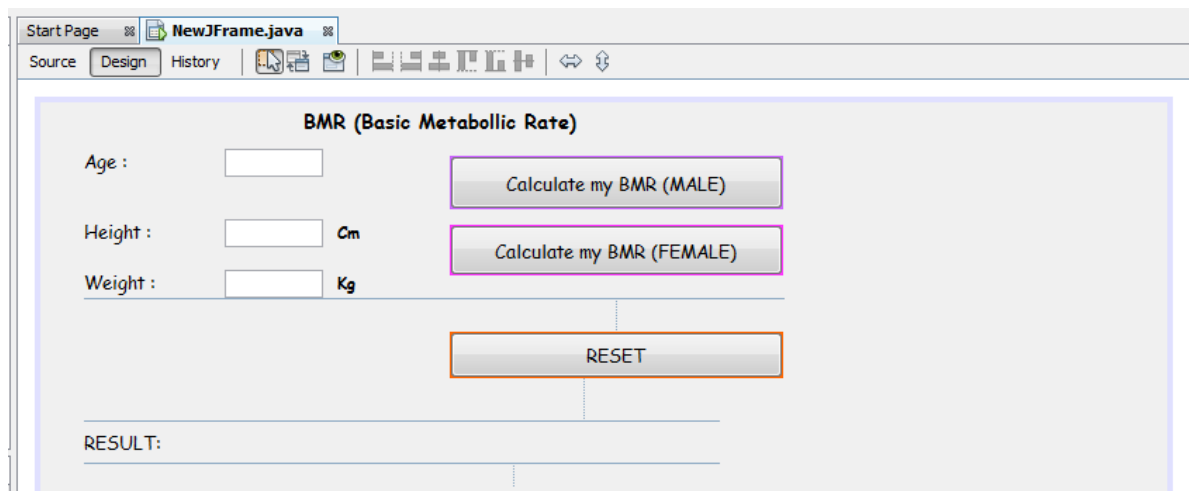 Start Page NewJFrame.java
Source Design History
BMR (Basic Metabollic Rate)
Age :
Calculate my BMR (MALE)
Height : Cm
Calculate my BMR (FEMALE)
Weight : Kg
RESET
RESULT: